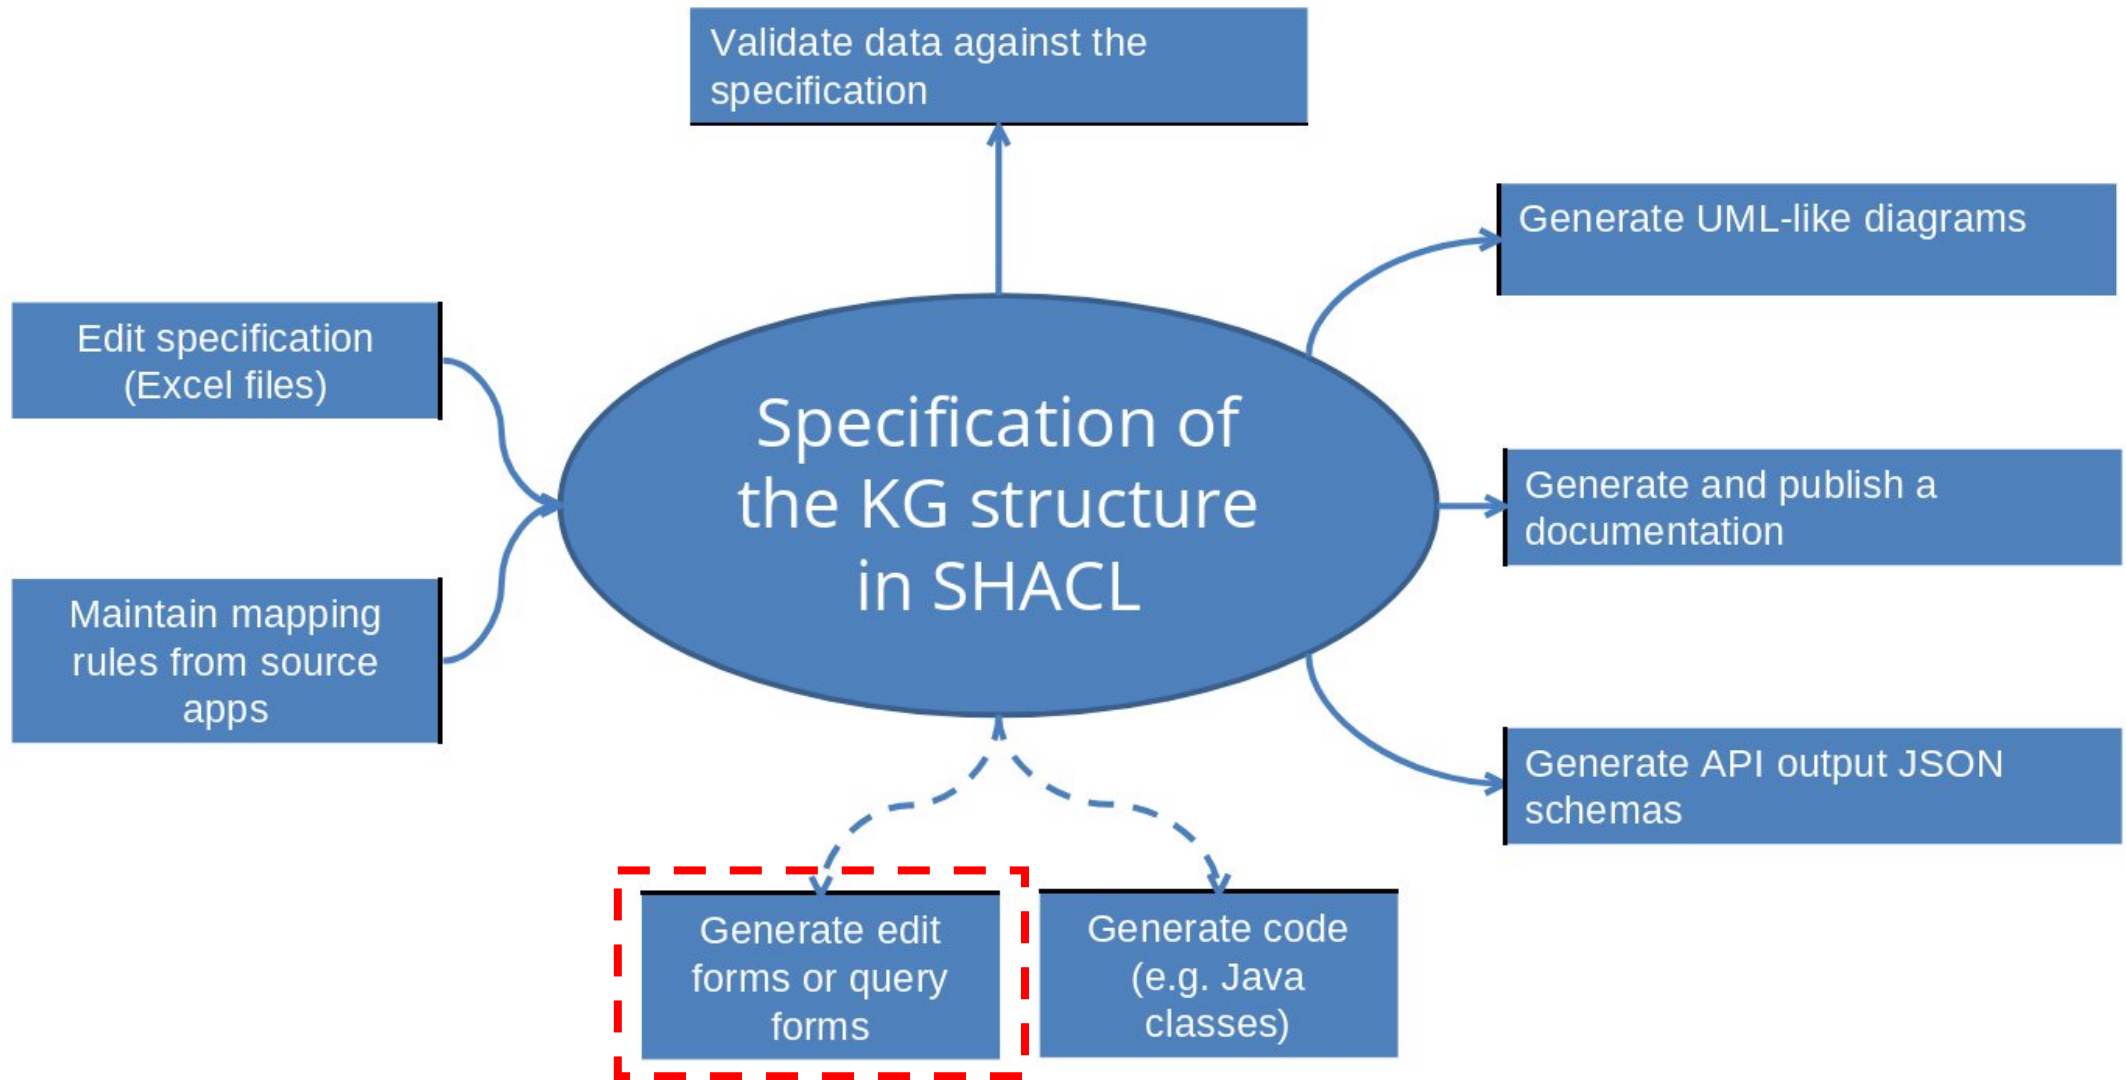 Validate data against the
specification
Generate UML-like diagrams
Edit specification
(Excel files)
Specification of
the KG structure
in SHACL
Generate and publish a
documentation
Maintain mapping
rules from source
apps
Generate API output JSON
schemas
Generate edit
forms or query
forms
Generate code
(e.g. Java
classes)